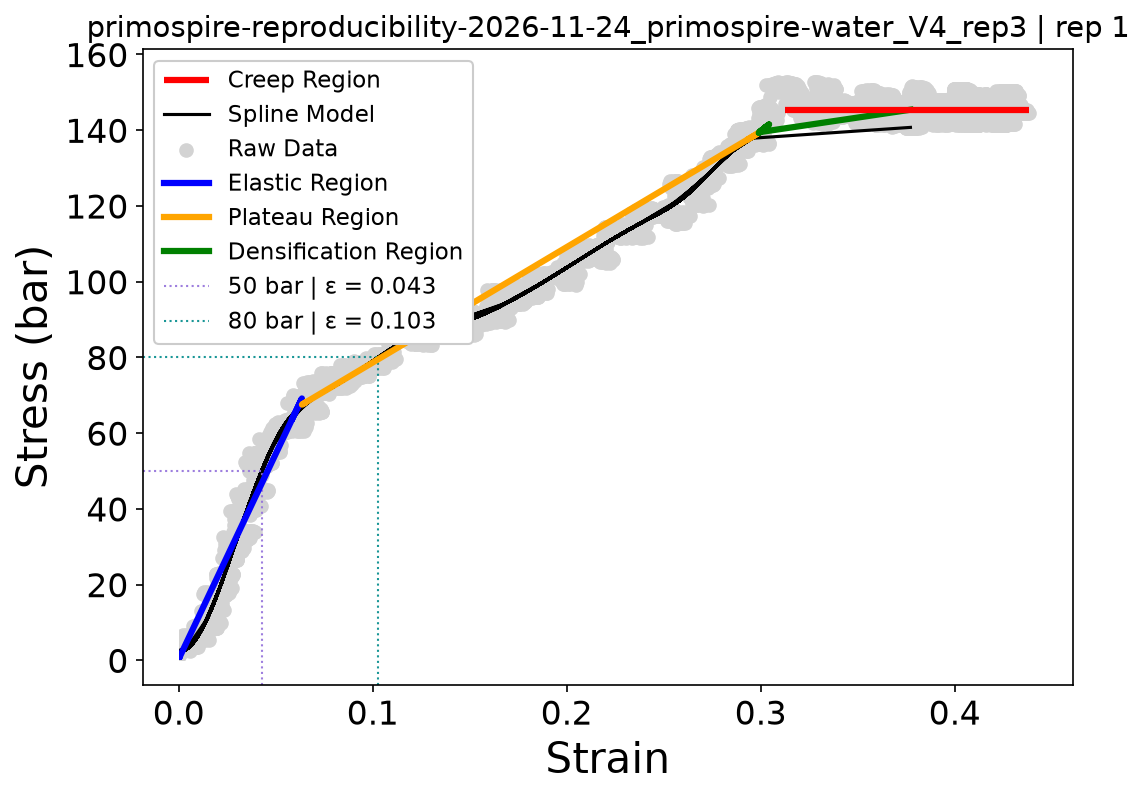 primospire-reproducibility-2026-11-24_primospire-water_V4_rep3 | rep 1
160
140
120
100
80
60
40
20
0
Stress (bar)
Creep Region
Spline Model
Raw Data
Elastic Region
Plateau Region
Densification Region
50 bar | ε = 0.043
80 bar | ε = 0.103
0.0 0.1 0.2 0.3 0.4
Strain